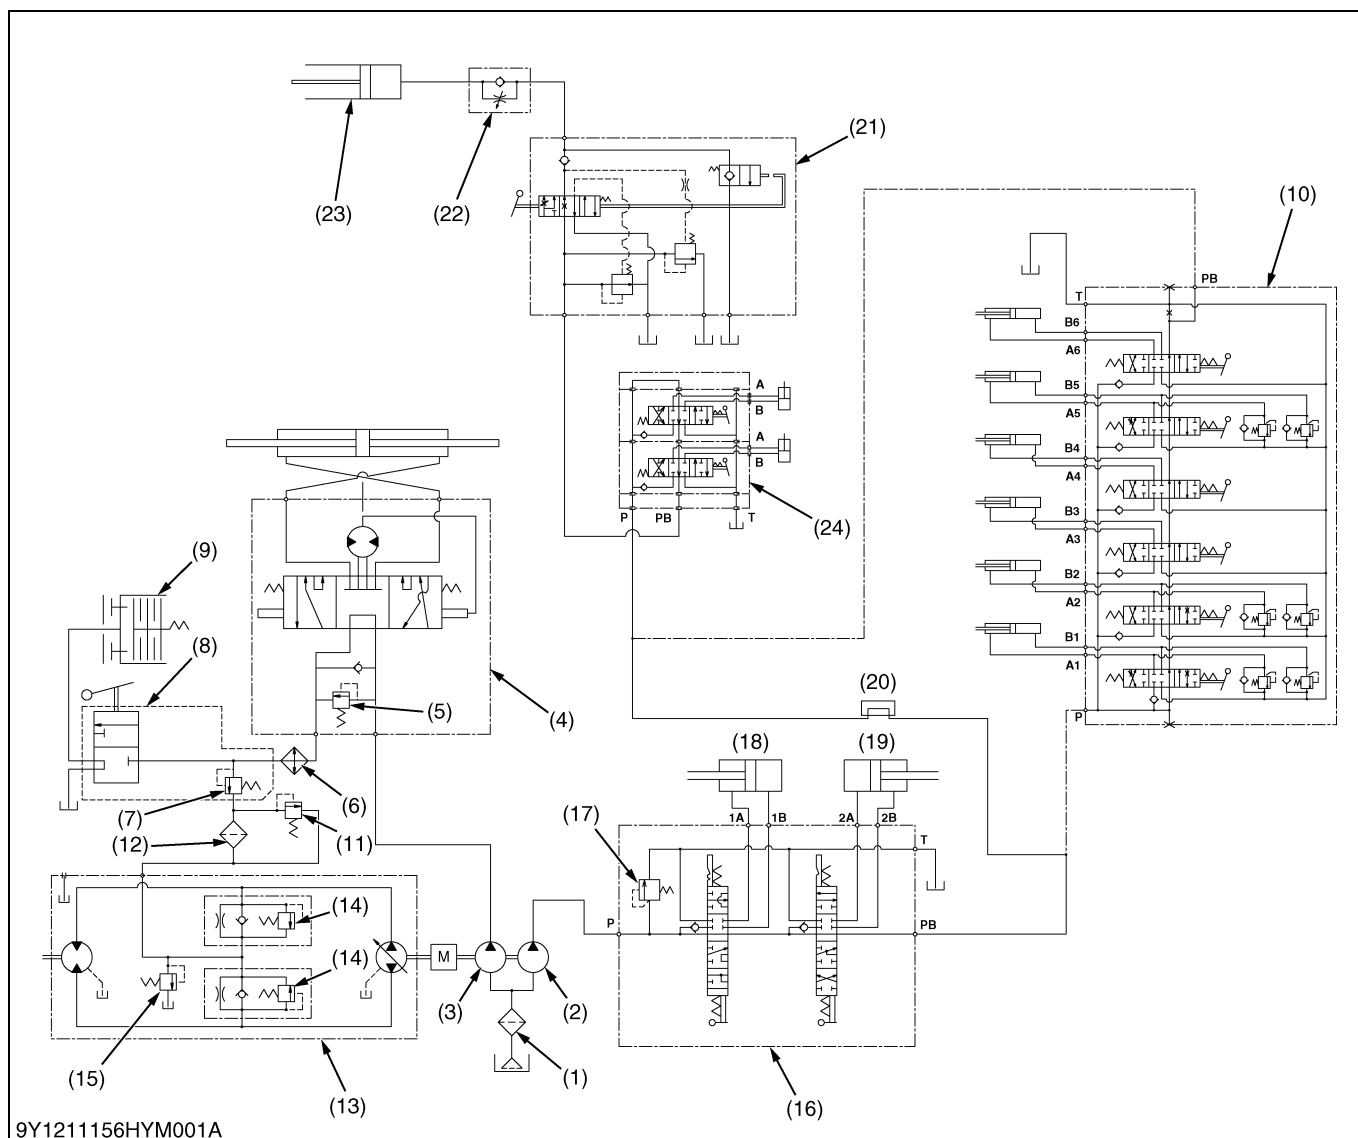 (21)
(10)
(23)
(22)
PB
T
B6
A6
B5
A5
B4
A4
B3
A3
B2
A2
B1
A1
P
A
B
A
B
P
PB
T
(24)
(9)
(8)
(5)
(4)
(20)
(18)
(19)
(7)
(6)
(12)
(11)
(17)
1A
1B
2A
2B
T
(14)
P
PB
M
(14)
(3)
(2)
(15)
(13)
(1)
(16)
9Y1211156HYM001A